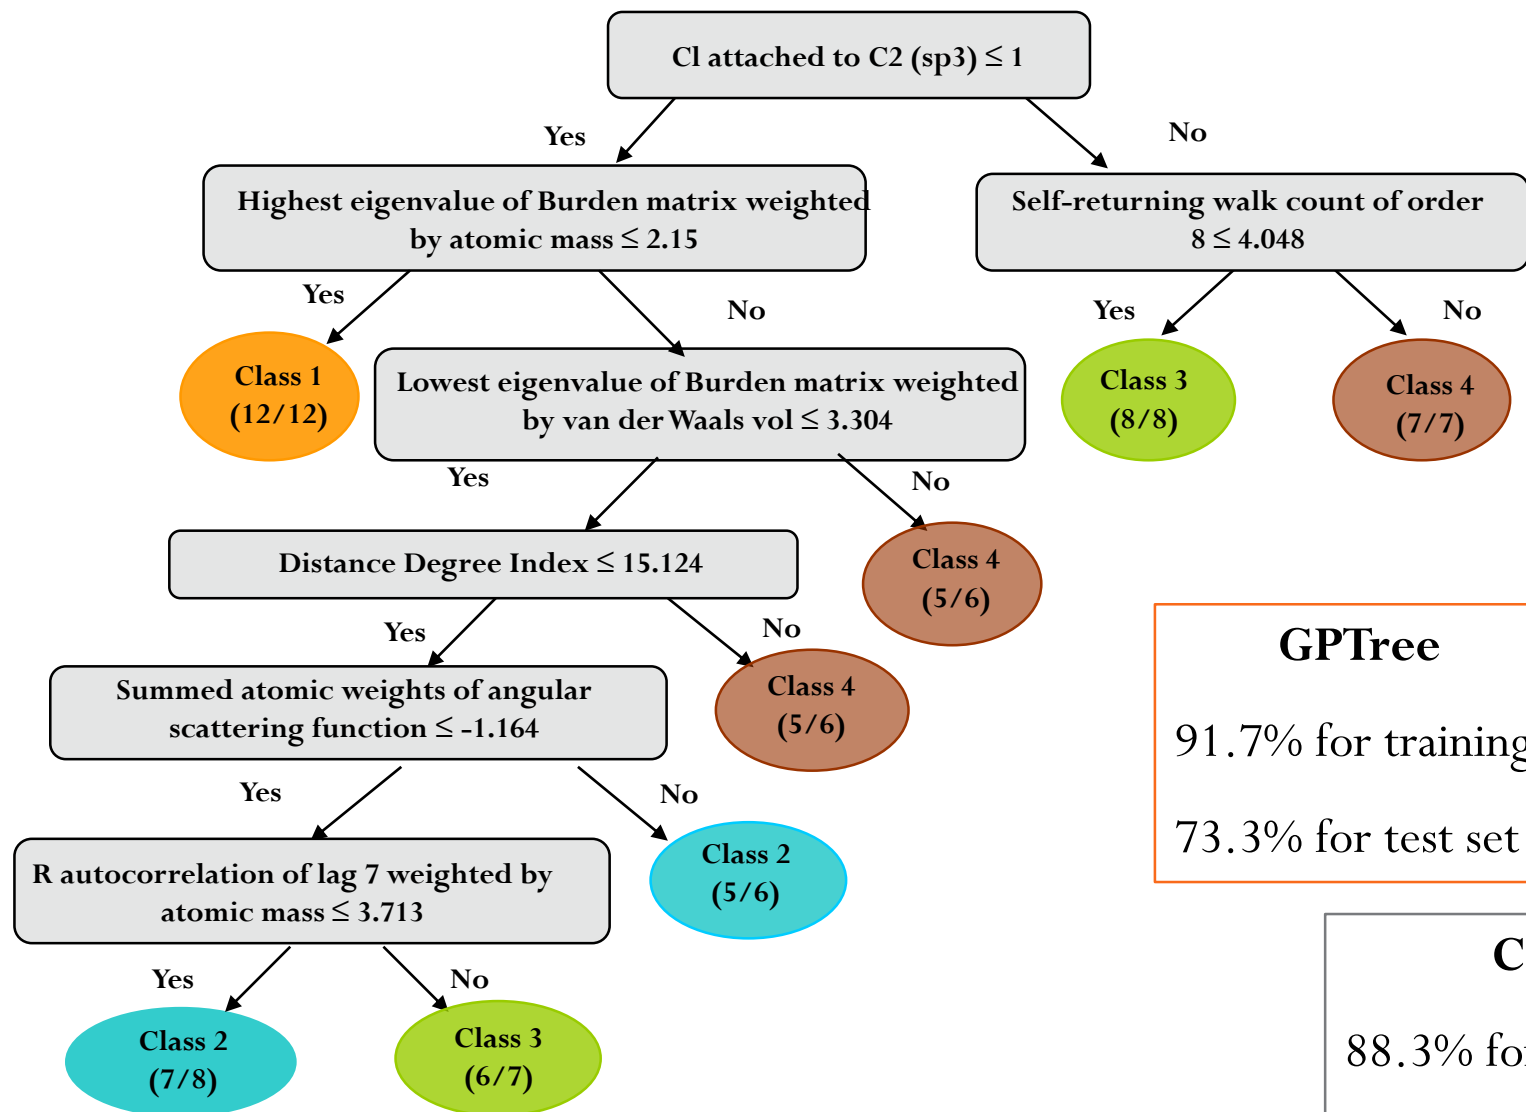 Cl attached to C2 (sp3) ≤ 1
Yes
No
Highest eigenvalue of Burden matrix weighted
by atomic mass ≤ 2.15
Self-returning walk count of order
8 ≤ 4.048
Yes
No
Yes
No
Class 1
(12/12)
Lowest eigenvalue of Burden matrix weighted
by van der Waals vol ≤ 3.304
Class 3
(8/8)
Class 4
(7/7)
Yes
No
Distance Degree Index ≤ 15.124
Class 4
(5/6)
Yes
No
Summed atomic weights of angular
scattering function ≤ -1.164
Class 4
(5/6)
Yes
No
R autocorrelation of lag 7 weighted by
atomic mass ≤ 3.713
Class 2
(5/6)
Yes
No
Class 2
(7/8)
Class 3
(6/7)
GPTree
91.7% for training
73.3% for test set
C
88.3% for